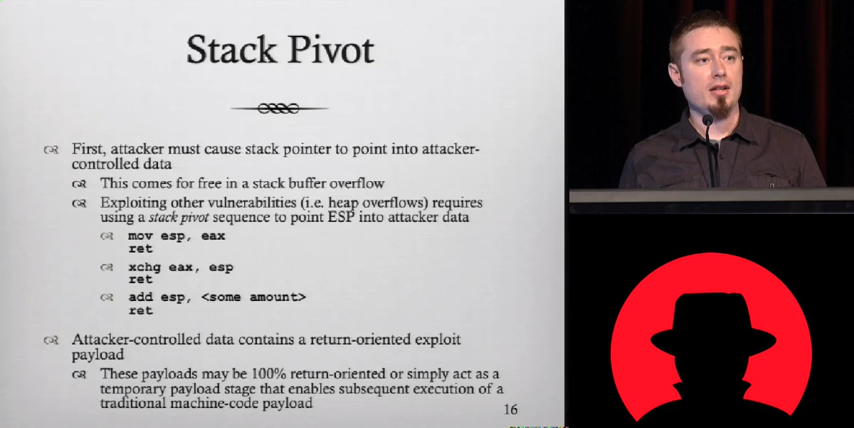 Stack Pivot
First, attacker must cause stack pointer to point into attacker-
controlled data
This comes for free in a stack buffer overflow
Exploiting other vulnerabilities (i.e. heap overflows) requires
using a stack pivot sequence to point ESP into attacker data
mov esp, eax
ret
xchg eax, esp
ret
add esp, <some amount>
ret
Attacker-controlled data contains a return-oriented exploit
payload
These payloads may be 100% return-oriented or simply act as a
temporary payload stage that enables subsequent execution of a
traditional machine-code payload
16